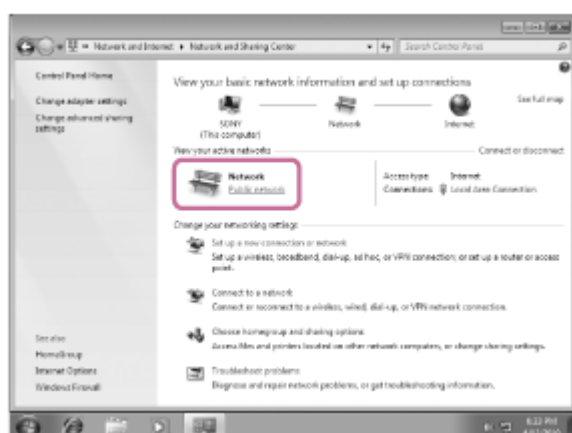 Network and Internet
Network and Sharing Center
Search Control Panel
Control Panel Home
Change adapter settings
Change advanced sharing
settings
View your basic network information and set up connections
SONY
(This computer)
Network
Internet
See full map
View your active networks
Connect or disconnect
Network
Public network
Access type:
Internet
Connections:
Local Area Connection
Change your networking settings
Set up a new connection or network
Set up a wireless, broadband, dial-up, ad hoc, or VPN connection; or set up a router or access
point.
Connect to a network
Connect or reconnect to a wireless, wired, dial-up, or VPN network connection.
Choose homegroup and sharing options
Access files and printers located on other network computers, or change sharing settings.
Troubleshoot problems
Diagnose and repair network problems, or get troubleshooting information.
See also
HomeGroup
Internet Options
Windows Firewall